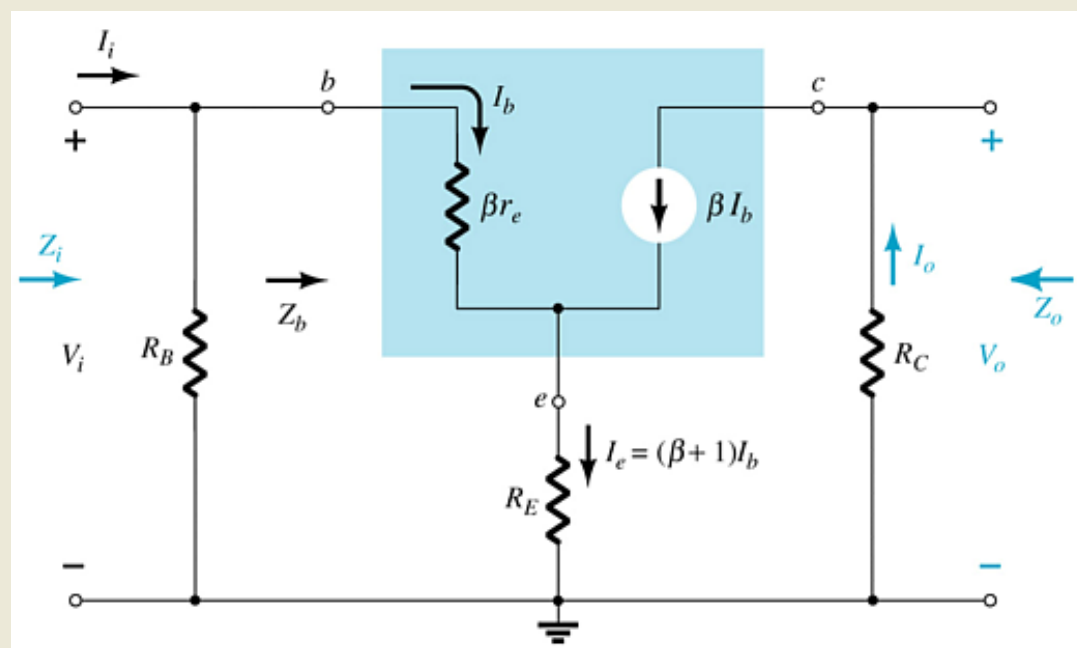 I_i
b
I_b
c
+
+
βr_e
βI_b
Z_i
I_o
Z_b
Z_o
V_i
R_B
R_C
V_o
e
I_e = (β + 1)I_b
R_E
−
−